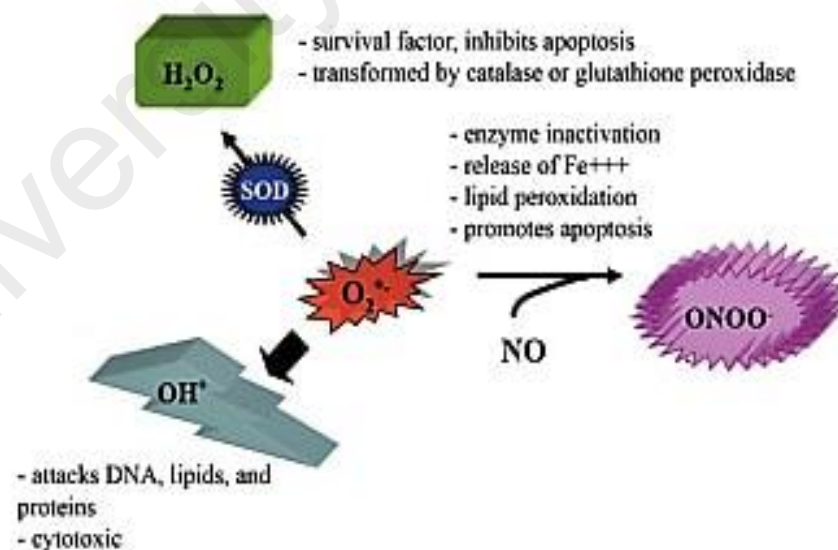 H₂O₂
- survival factor, inhibits apoptosis
- transformed by catalase or glutathione peroxidase
- enzyme inactivation
- release of Fe+++
- lipid peroxidation
- promotes apoptosis
SOD
O₂•-
ONOO-
NO
OH•
- attacks DNA, lipids, and
proteins
- cytotoxic